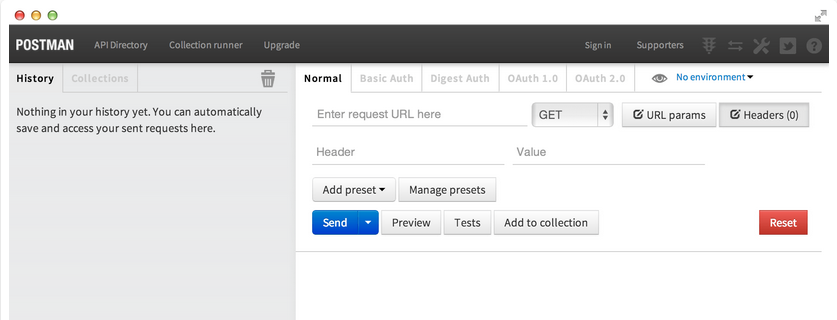 POSTMAN API Directory Collection runner Upgrade Sign in Supporters
History Collections
Nothing in your history yet. You can automatically
save and access your sent requests here.
Normal Basic Auth Digest Auth OAuth 1.0 OAuth 2.0 No environment
Enter request URL here GET URL params Headers (0)
Header Value
Add preset Manage presets
Send Preview Tests Add to collection Reset